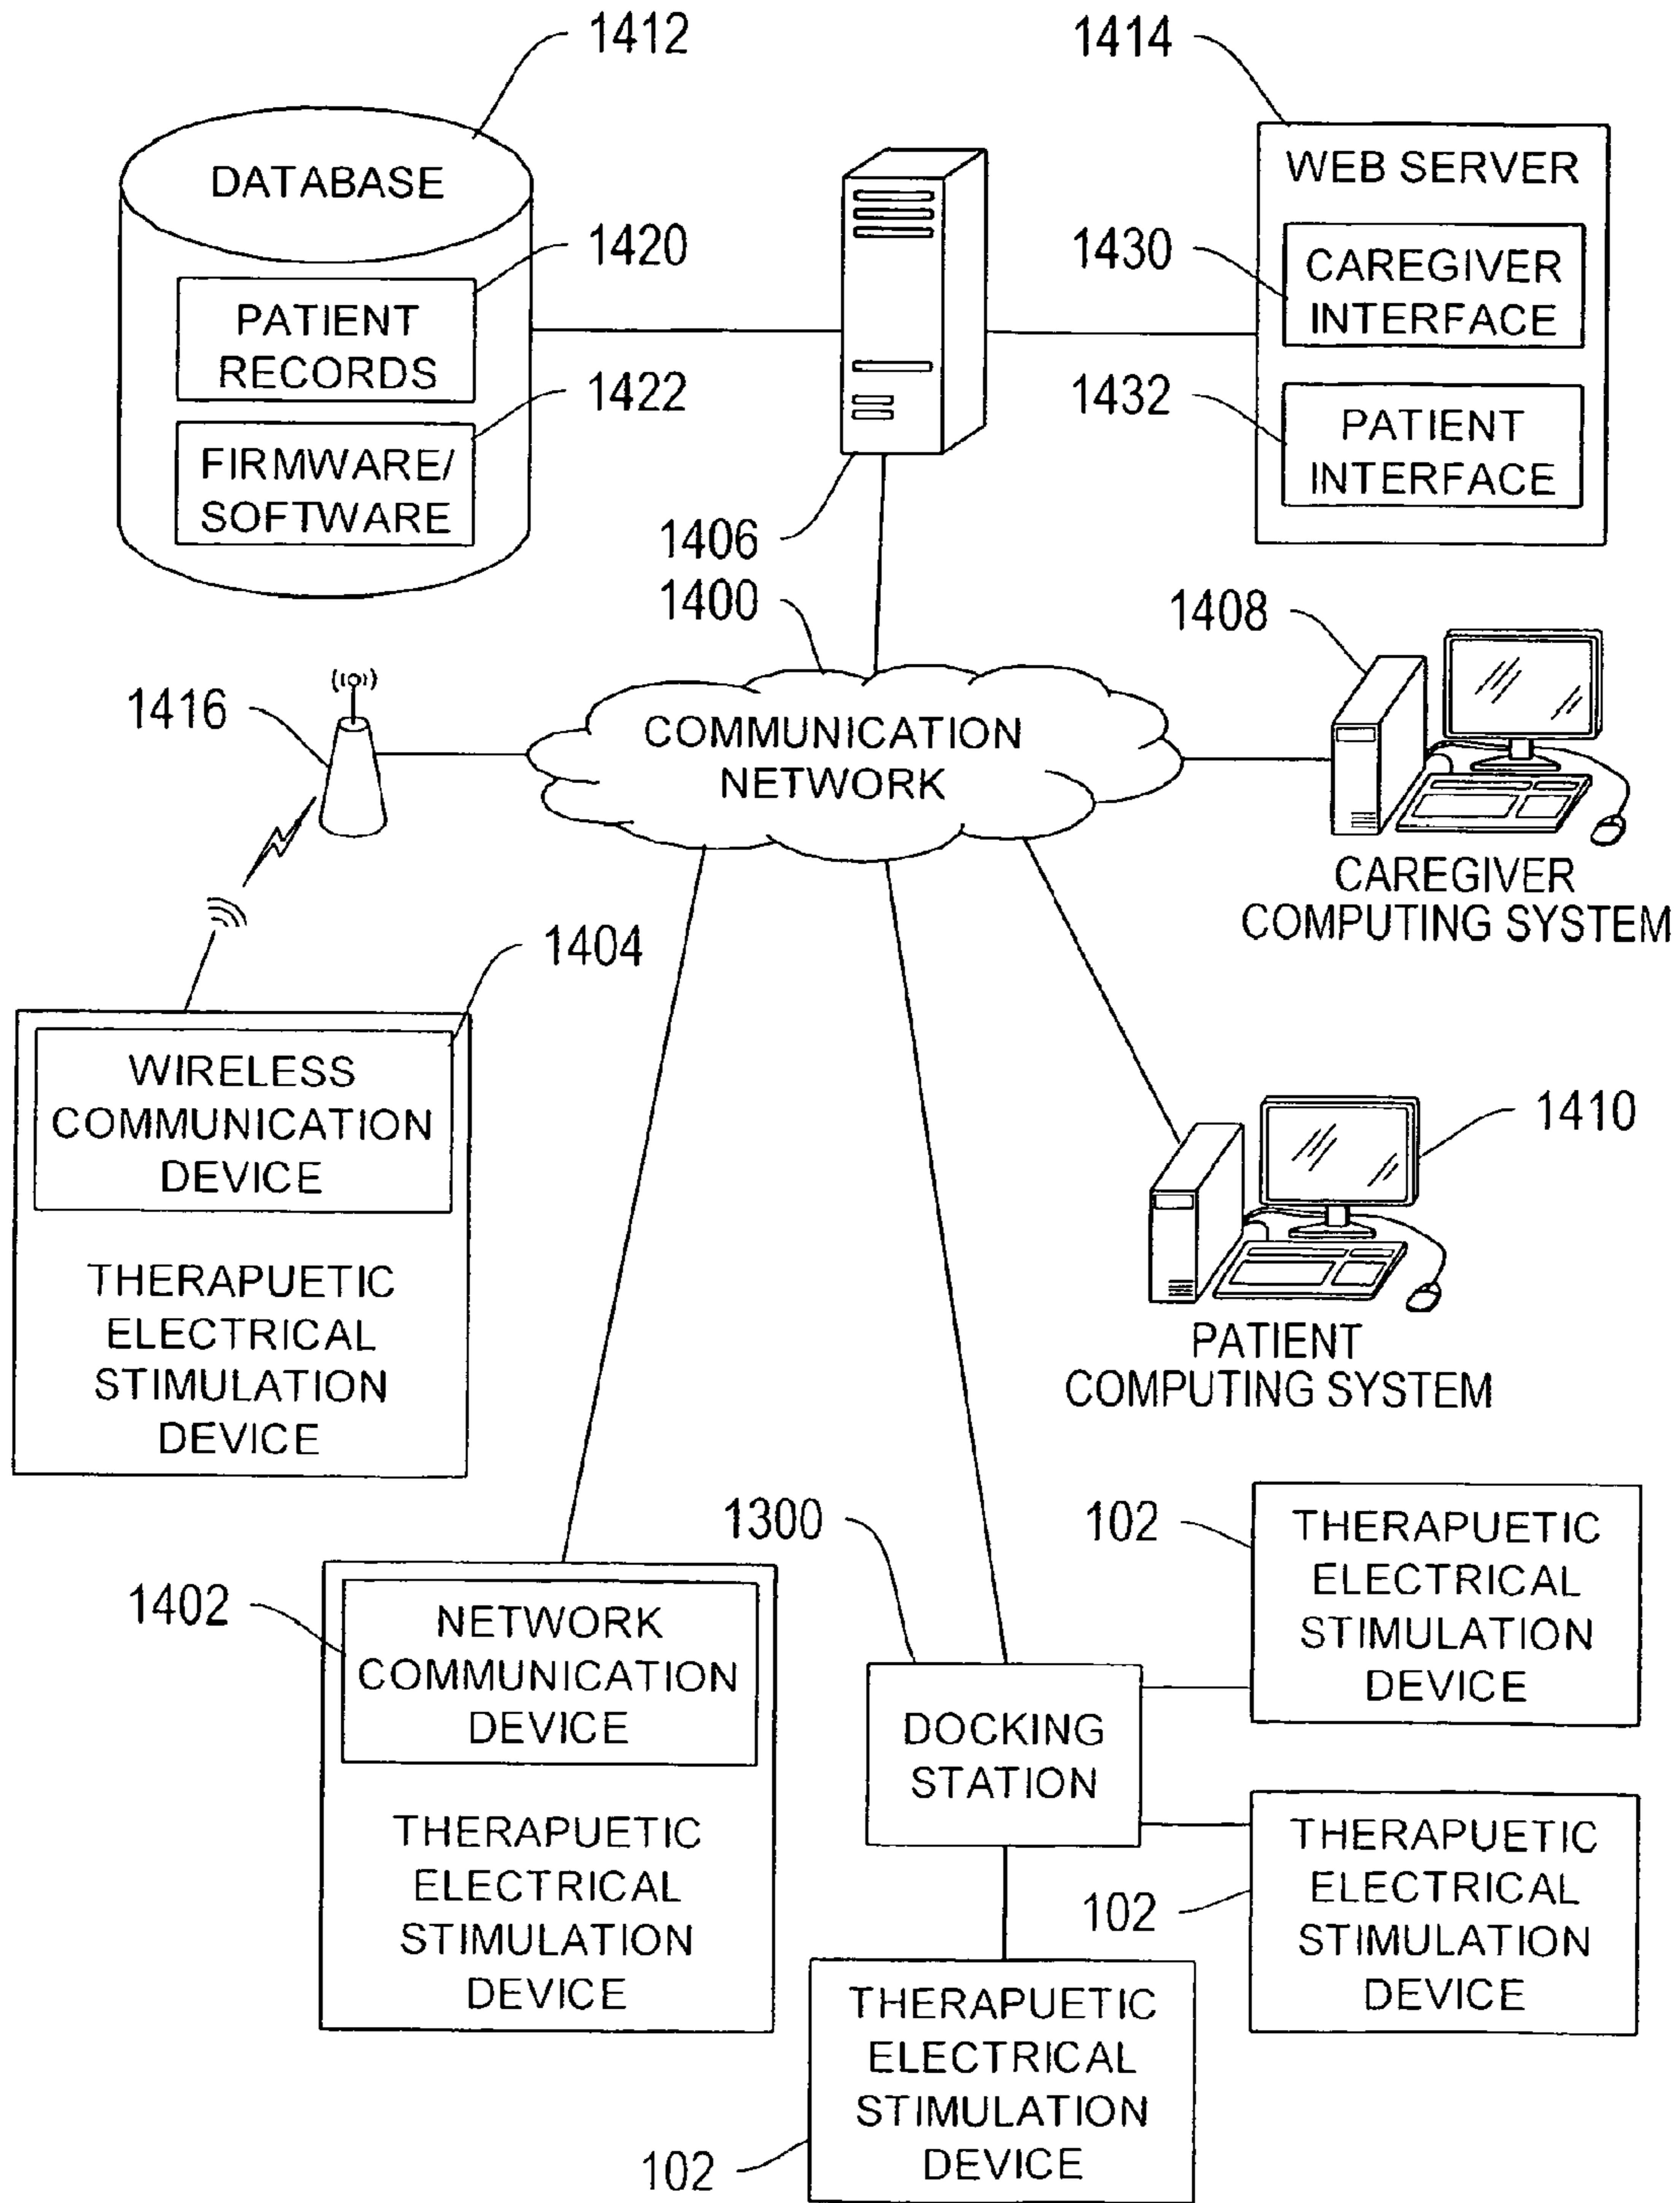 1412
1414
DATABASE
WEB SERVER
1420
1430
PATIENT
RECORDS
CAREGIVER
INTERFACE
1422
1432
FIRMWARE/
SOFTWARE
PATIENT
INTERFACE
1406
1400
1408
1416
COMMUNICATION
NETWORK
CAREGIVER
COMPUTING SYSTEM
1404
WIRELESS
COMMUNICATION
DEVICE
THERAPUETIC
ELECTRICAL
STIMULATION
DEVICE
1410
PATIENT
COMPUTING SYSTEM
1402
NETWORK
COMMUNICATION
DEVICE
THERAPUETIC
ELECTRICAL
STIMULATION
DEVICE
1300
DOCKING
STATION
102
THERAPUETIC
ELECTRICAL
STIMULATION
DEVICE
102
THERAPUETIC
ELECTRICAL
STIMULATION
DEVICE
102
THERAPUETIC
ELECTRICAL
STIMULATION
DEVICE